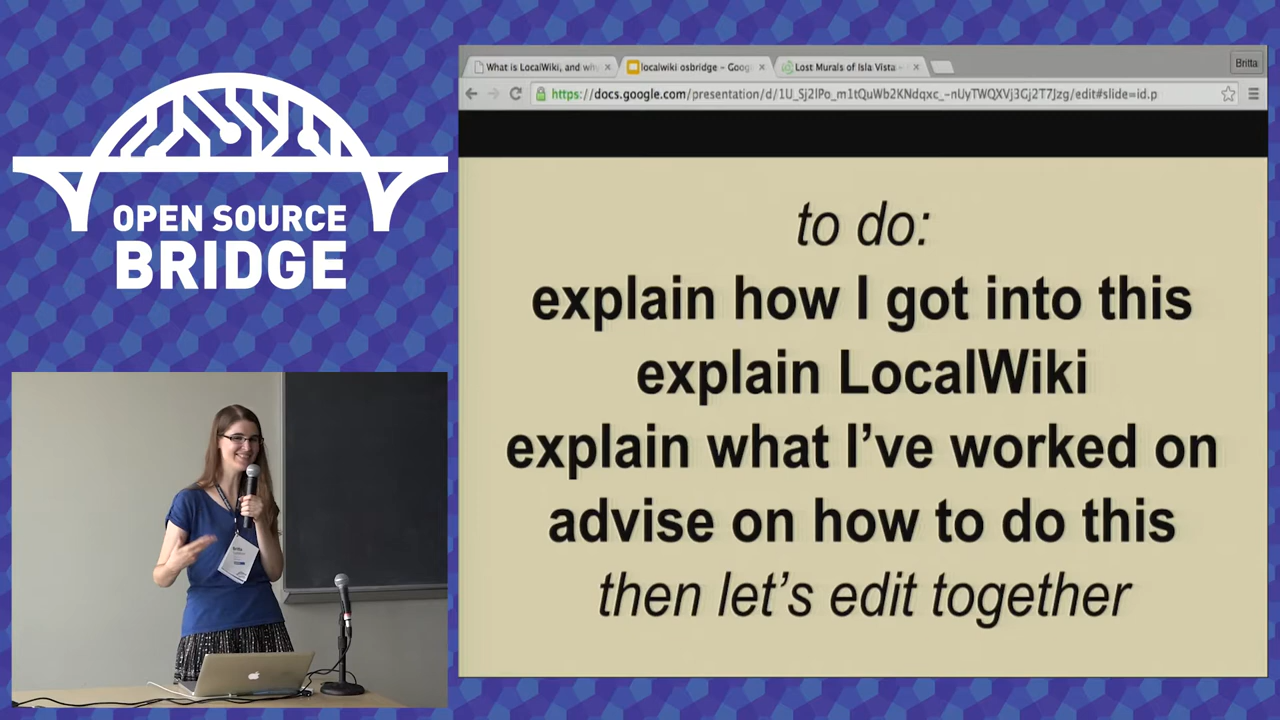 OPEN SOURCE
BRIDGE
What is LocalWiki, and why
localwiki osbridge – Goog
Lost Murals of Isla Vista
Britta
https://docs.google.com/presentation/d/1U_Sj2lPo_m1tQuWb2KNdqxc_-nUyTWQXVj3Gj2T7Jzg/edit#slide=id.p
to do:
explain how I got into this
explain LocalWiki
explain what I've worked on
advise on how to do this
then let's edit together
Britta